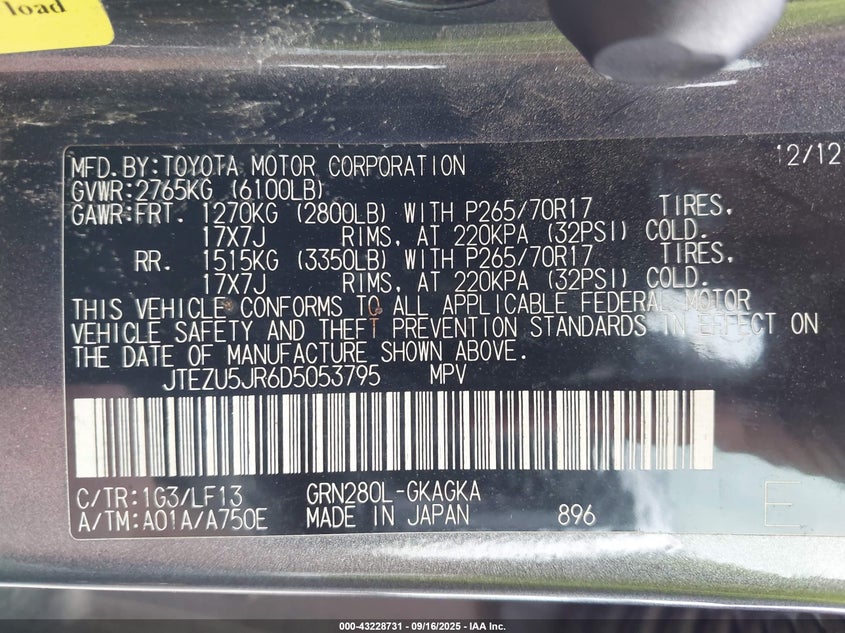 load
12/12
MFD.BY:TOYOTA MOTOR CORPORATION
GVWR:2765KG (6100LB)
GAWR:FRT. 1270KG (2800LB) WITH P265/70R17 TIRES,
17X7J RIMS, AT 220KPA (32PSI) COLD.
RR. 1515KG (3350LB) WITH P265/70R17 TIRES,
17X7J RIMS, AT 220KPA (32PSI) COLD.
THIS VEHICLE CONFORMS TO ALL APPLICABLE FEDERAL MOTOR
VEHICLE SAFETY AND THEFT PREVENTION STANDARDS IN EFFECT ON
THE DATE OF MANUFACTURE SHOWN ABOVE.
JTEZU5JR6D5053795 MPV
C/TR:1G3/LF13 GRN280L-GKAGKA
A/TM:A01A/A750E MADE IN JAPAN 896 E
000-43228731 - 09/16/2025 - IAA Inc.